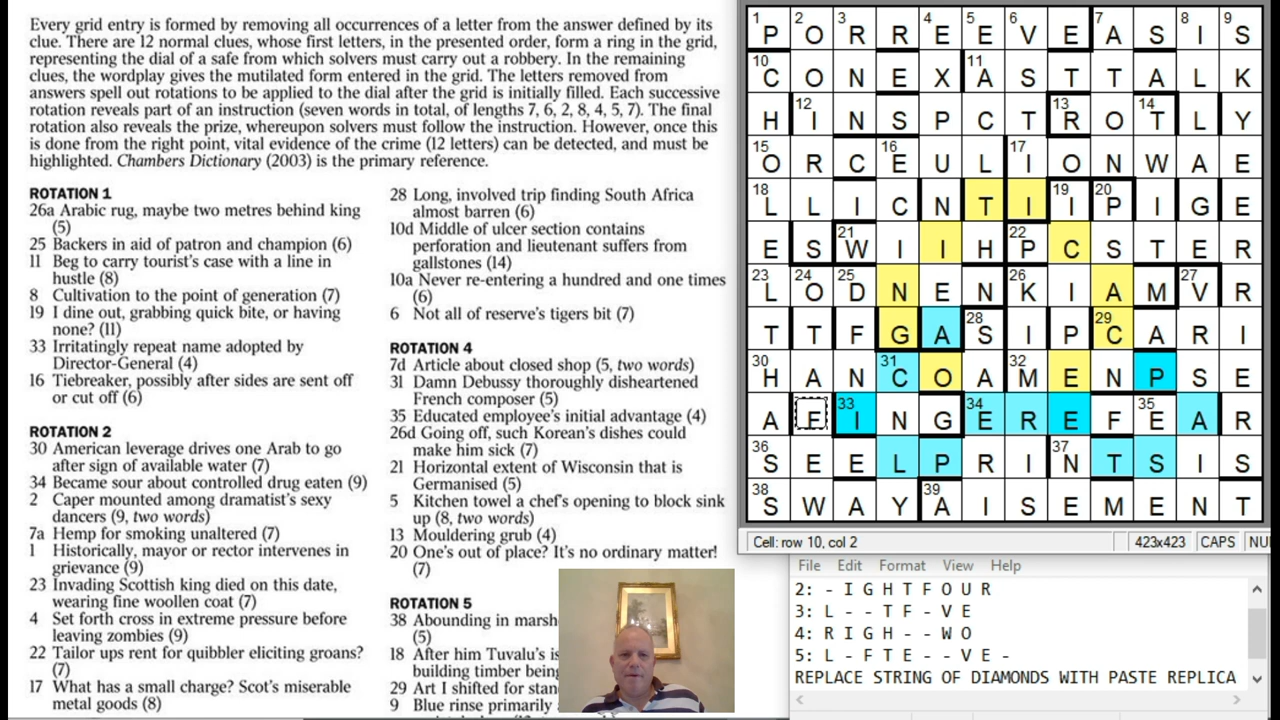 Every grid entry is formed by removing all occurrences of a letter from the answer defined by its
clue. There are 12 normal clues, whose first letters, in the presented order, form a ring in the grid,
representing the dial of a safe from which solvers must carry out a robbery. In the remaining
clues, the wordplay gives the mutilated form entered in the grid. The letters removed from
answers spell out rotations to be applied to the dial after the grid is initially filled. Each successive
rotation reveals part of an instruction (seven words in total, of lengths 7, 6, 2, 8, 4, 5, 7). The final
rotation also reveals the prize, whereupon solvers must follow the instruction. However, once this
is done from the right point, vital evidence of the crime (12 letters) can be detected, and must be
highlighted. Chambers Dictionary (2003) is the primary reference.
ROTATION 1
26a Arabic rug, maybe two metres behind king
(5)
25 Backers in aid of patron and champion (6)
11 Beg to carry tourist's case with a line in
hustle (8)
8 Cultivation to the point of generation (7)
19 I dine out, grabbing quick bite, or having
none? (11)
33 Irritatingly repeat name adopted by
Director-General (4)
16 Tiebreaker, possibly after sides are sent off
or cut off (6)
ROTATION 2
30 American leverage drives one Arab to go
after sign of available water (7)
34 Became sour about controlled drug eaten (9)
2 Caper mounted among dramatist's sexy
dancers (9, two words)
7a Hemp for smoking unaltered (7)
1 Historically, mayor or rector intervenes in
grievance (9)
23 Invading Scottish king died on this date,
wearing fine woollen coat (7)
4 Set forth cross in extreme pressure before
leaving zombies (9)
22 Tailor ups rent for quibbler eliciting groans?
(7)
17 What has a small charge? Scot's miserable
metal goods (8)
28 Long, involved trip finding South Africa
almost barren (6)
10d Middle of ulcer section contains
perforation and lieutenant suffers from
gallstones (14)
10a Never re-entering a hundred and one times
(6)
6 Not all of reserve's tigers bit (7)
ROTATION 4
7d Article about closed shop (5, two words)
31 Damn Debussy thoroughly disheartened
French composer (5)
35 Educated employee's initial advantage (4)
26d Going off, such Korean's dishes could
make him sick (7)
21 Horizontal extent of Wisconsin that is
Germanised (5)
5 Kitchen towel a chef's opening to block sink
up (8, two words)
13 Mouldering grub (4)
20 One's out of place? It's no ordinary matter!
(7)
ROTATION 5
38 Abounding in marsh
(5)
18 After him Tuvalu's is
building timber being
29 Art I shifted for stan
9 Blue rinse primarily
1 P 2 O 3 R R 4 E 5 E 6 V E 7 A S 8 I 9 S
10 C O N E X 11 A S T T A L K
H 12 I N S P C T 13 R O 14 T L Y
15 O R C 16 E U L 17 I O N W A E
18 L L I C N T I 19 I 20 P I G E
E S 21 W I I H 22 P C S T E R
23 L 24 O 25 D N E N 26 K I A M 27 V R
T T F G A 28 S I P 29 C A R I
30 H A N 31 C O A 32 M E N P S E
A E 33 I N G 34 E R E F 35 E A R
36 S E E L P R I 37 N T S I S
38 S W A Y 39 A I S E M E N T
Cell: row 10, col 2 423x423 CAPS NU
File Edit Format View Help
2: - I G H T F O U R
3: L - - T F - V E
4: R I G H - - W O
5: L - F T E - - V E -
REPLACE STRING OF DIAMONDS WITH PASTE REPLICA